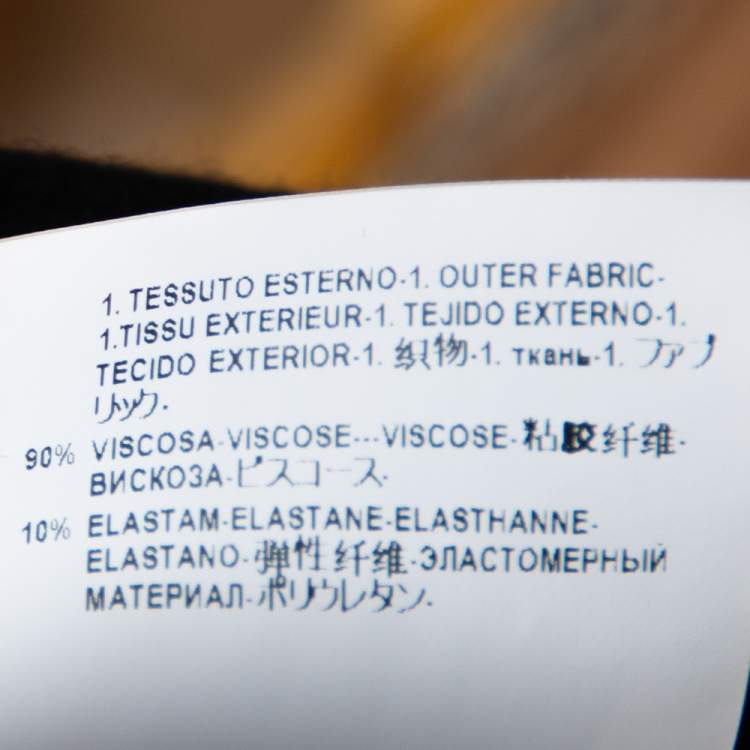 1. TESSUTO ESTERNO-1. OUTER FABRIC-
1.TISSU EXTERIEUR-1. TEJIDO EXTERNO-1.
TECIDO EXTERIOR-1. 织物-1. ткань-1. ファブ
リック-
90% VISCOSA-VISCOSE---VISCOSE-粘胶纤维-
ВИСКОЗА-ビスコース-
10% ELASTAM-ELASTANE-ELASTHANNE-
ELASTANO-弹性纤维-ЭЛАСТОМЕРНЫЙ
МАТЕРИАЛ-ポリウレタン-